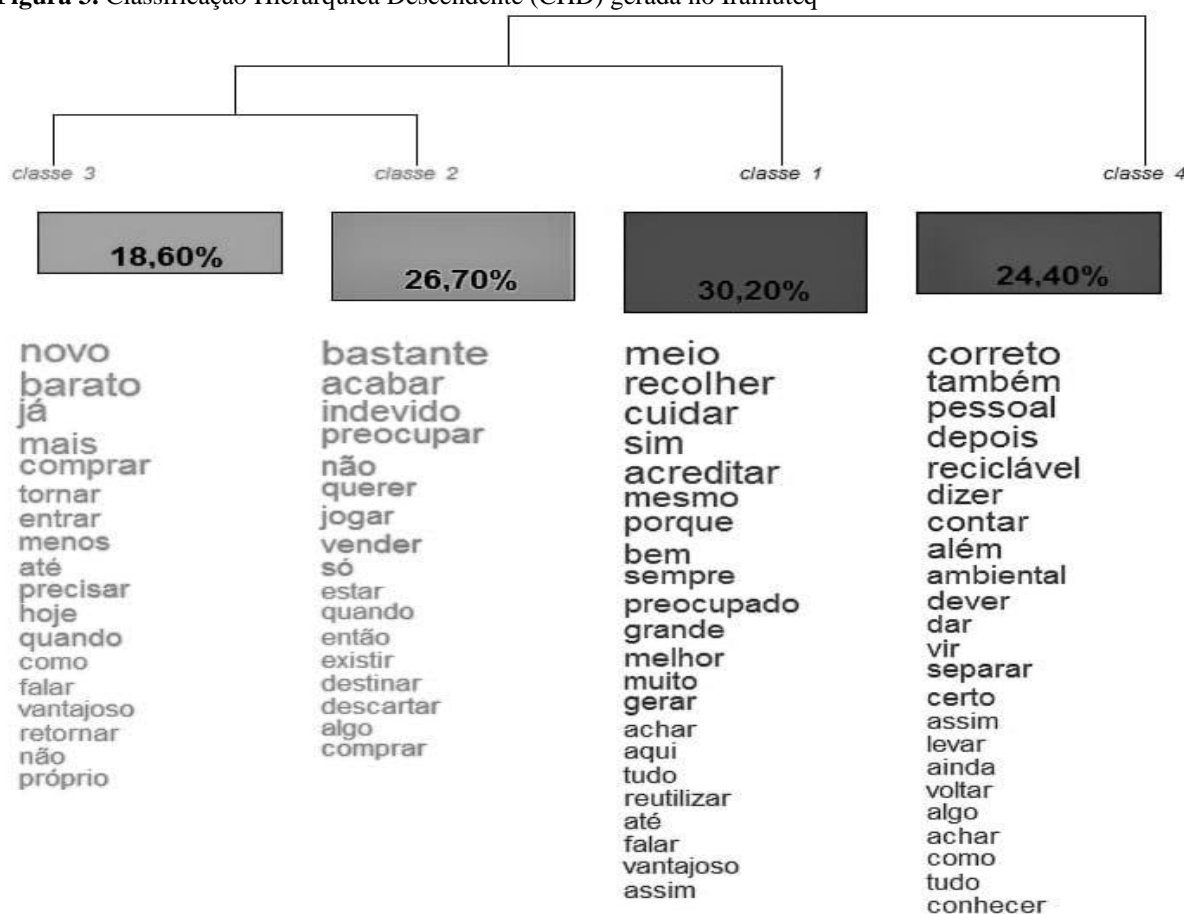 Figura 3. Classificação Hierárquica Descendente (CHD) gerada no Iramuteq
classe 3
classe 2
classe 1
classe 4
18,60%
26,70%
30,20%
24,40%
novo
barato
já
mais
comprar
tornar
entrar
menos
até
precisar
hoje
quando
como
falar
vantajoso
retornar
não
próprio
bastante
acabar
indevido
preocupar
não
querer
jogar
vender
só
estar
quando
então
existir
destinar
descartar
algo
comprar
meio
recolher
cuidar
sim
acreditar
mesmo
porque
bem
sempre
preocupado
grande
melhor
muito
gerar
achar
aqui
tudo
reutilizar
até
falar
vantajoso
assim
correto
também
pessoal
depois
reciclável
dizer
contar
além
ambiental
dever
dar
vir
separar
certo
assim
levar
ainda
voltar
algo
achar
como
tudo
conhecer